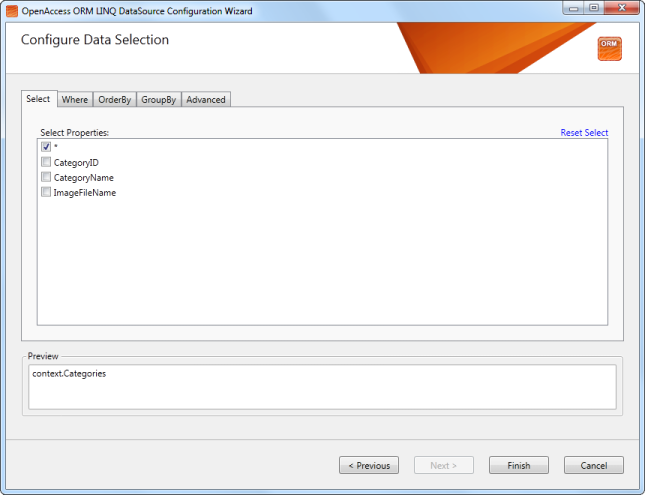 OpenAccess ORM LINQ DataSource Configuration Wizard
Configure Data Selection
ORM
Select Where OrderBy GroupBy Advanced
Select Properties: Reset Select
*
CategoryID
CategoryName
ImageFileName
Preview
context.Categories
< Previous Next > Finish Cancel